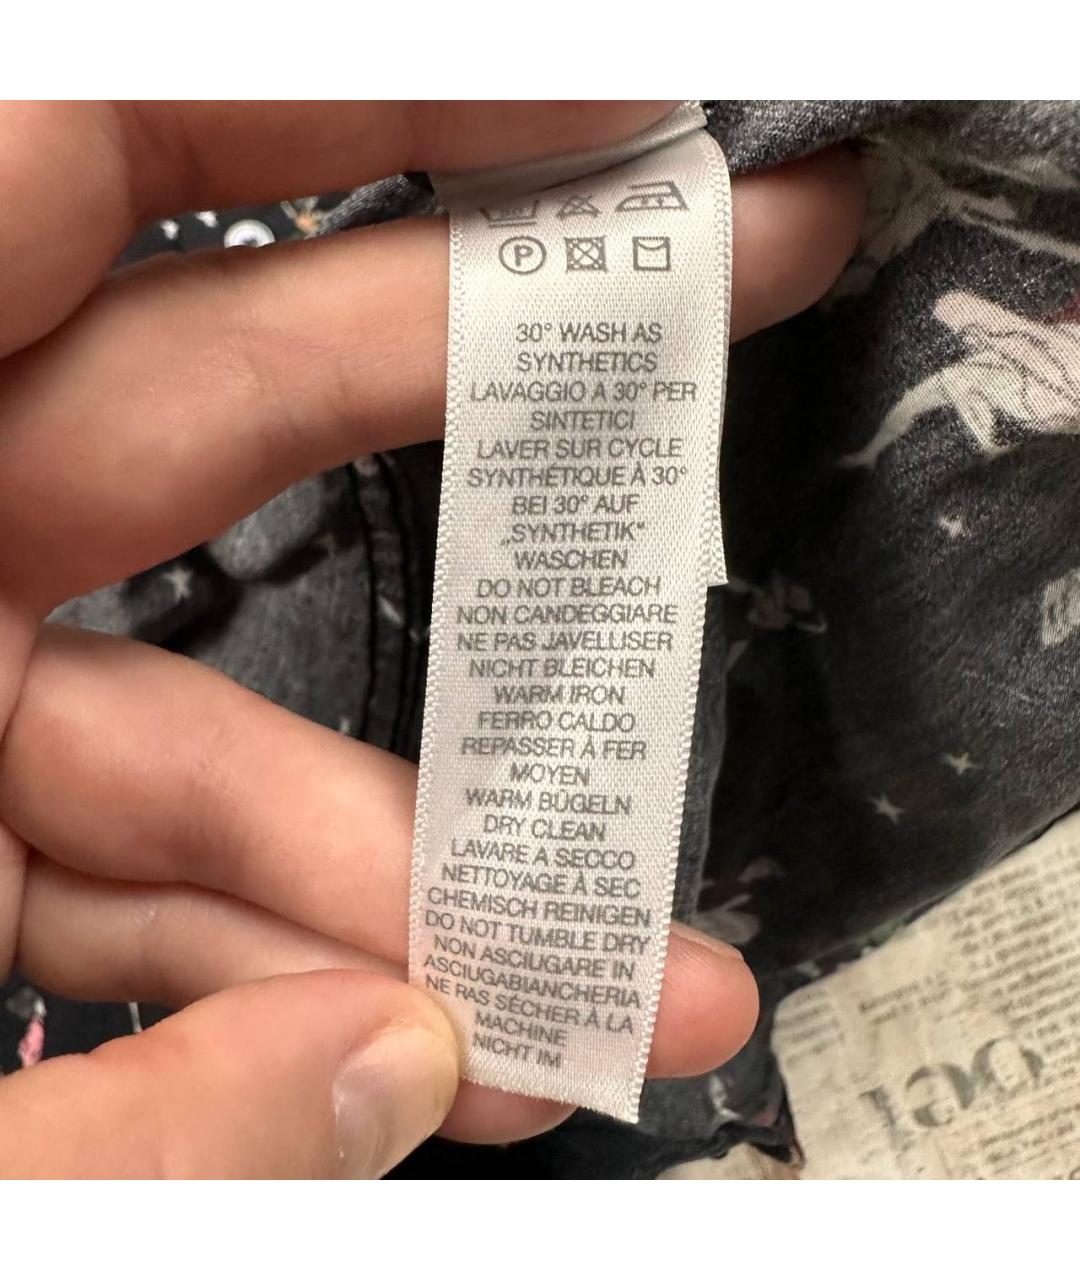 P
30° WASH AS
SYNTHETICS
LAVAGGIO A 30° PER
SINTETICI
LAVER SUR CYCLE
SYNTHÉTIQUE À 30°
BEI 30° AUF
„SYNTHETIK“
WASCHEN
DO NOT BLEACH
NON CANDEGGIARE
NE PAS JAVELLISER
NICHT BLEICHEN
WARM IRON
FERRO CALDO
REPASSER À FER
MOYEN
WARM BÜGELN
DRY CLEAN
LAVARE A SECCO
NETTOYAGE À SEC
CHEMISCH REINIGEN
DO NOT TUMBLE DRY
NON ASCIUGARE IN
ASCIUGABIANCHERIA
NE PAS SÉCHER À LA
MACHINE
NICHT IM